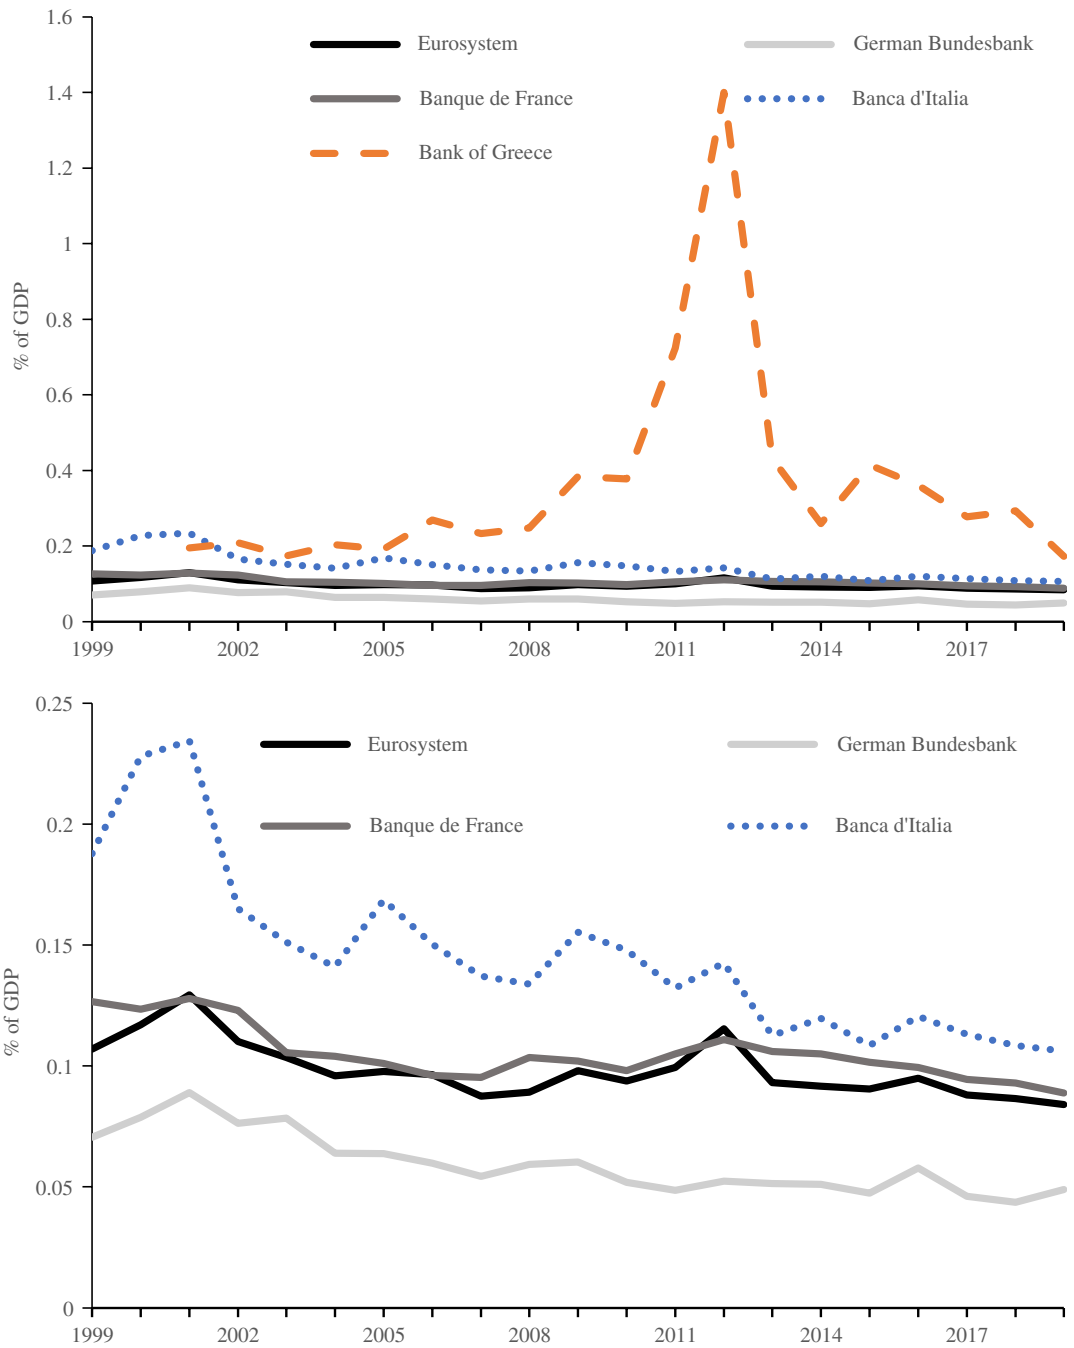 1.6
Eurosystem
German Bundesbank
1.4
Banque de France
Banca d'Italia
Bank of Greece
1.2
1
0.8
% of GDP
0.6
0.4
0.2
0
1999 2002 2005 2008 2011 2014 2017
0.25
Eurosystem
German Bundesbank
0.2
Banque de France
Banca d'Italia
0.15
% of GDP
0.1
0.05
0
1999 2002 2005 2008 2011 2014 2017